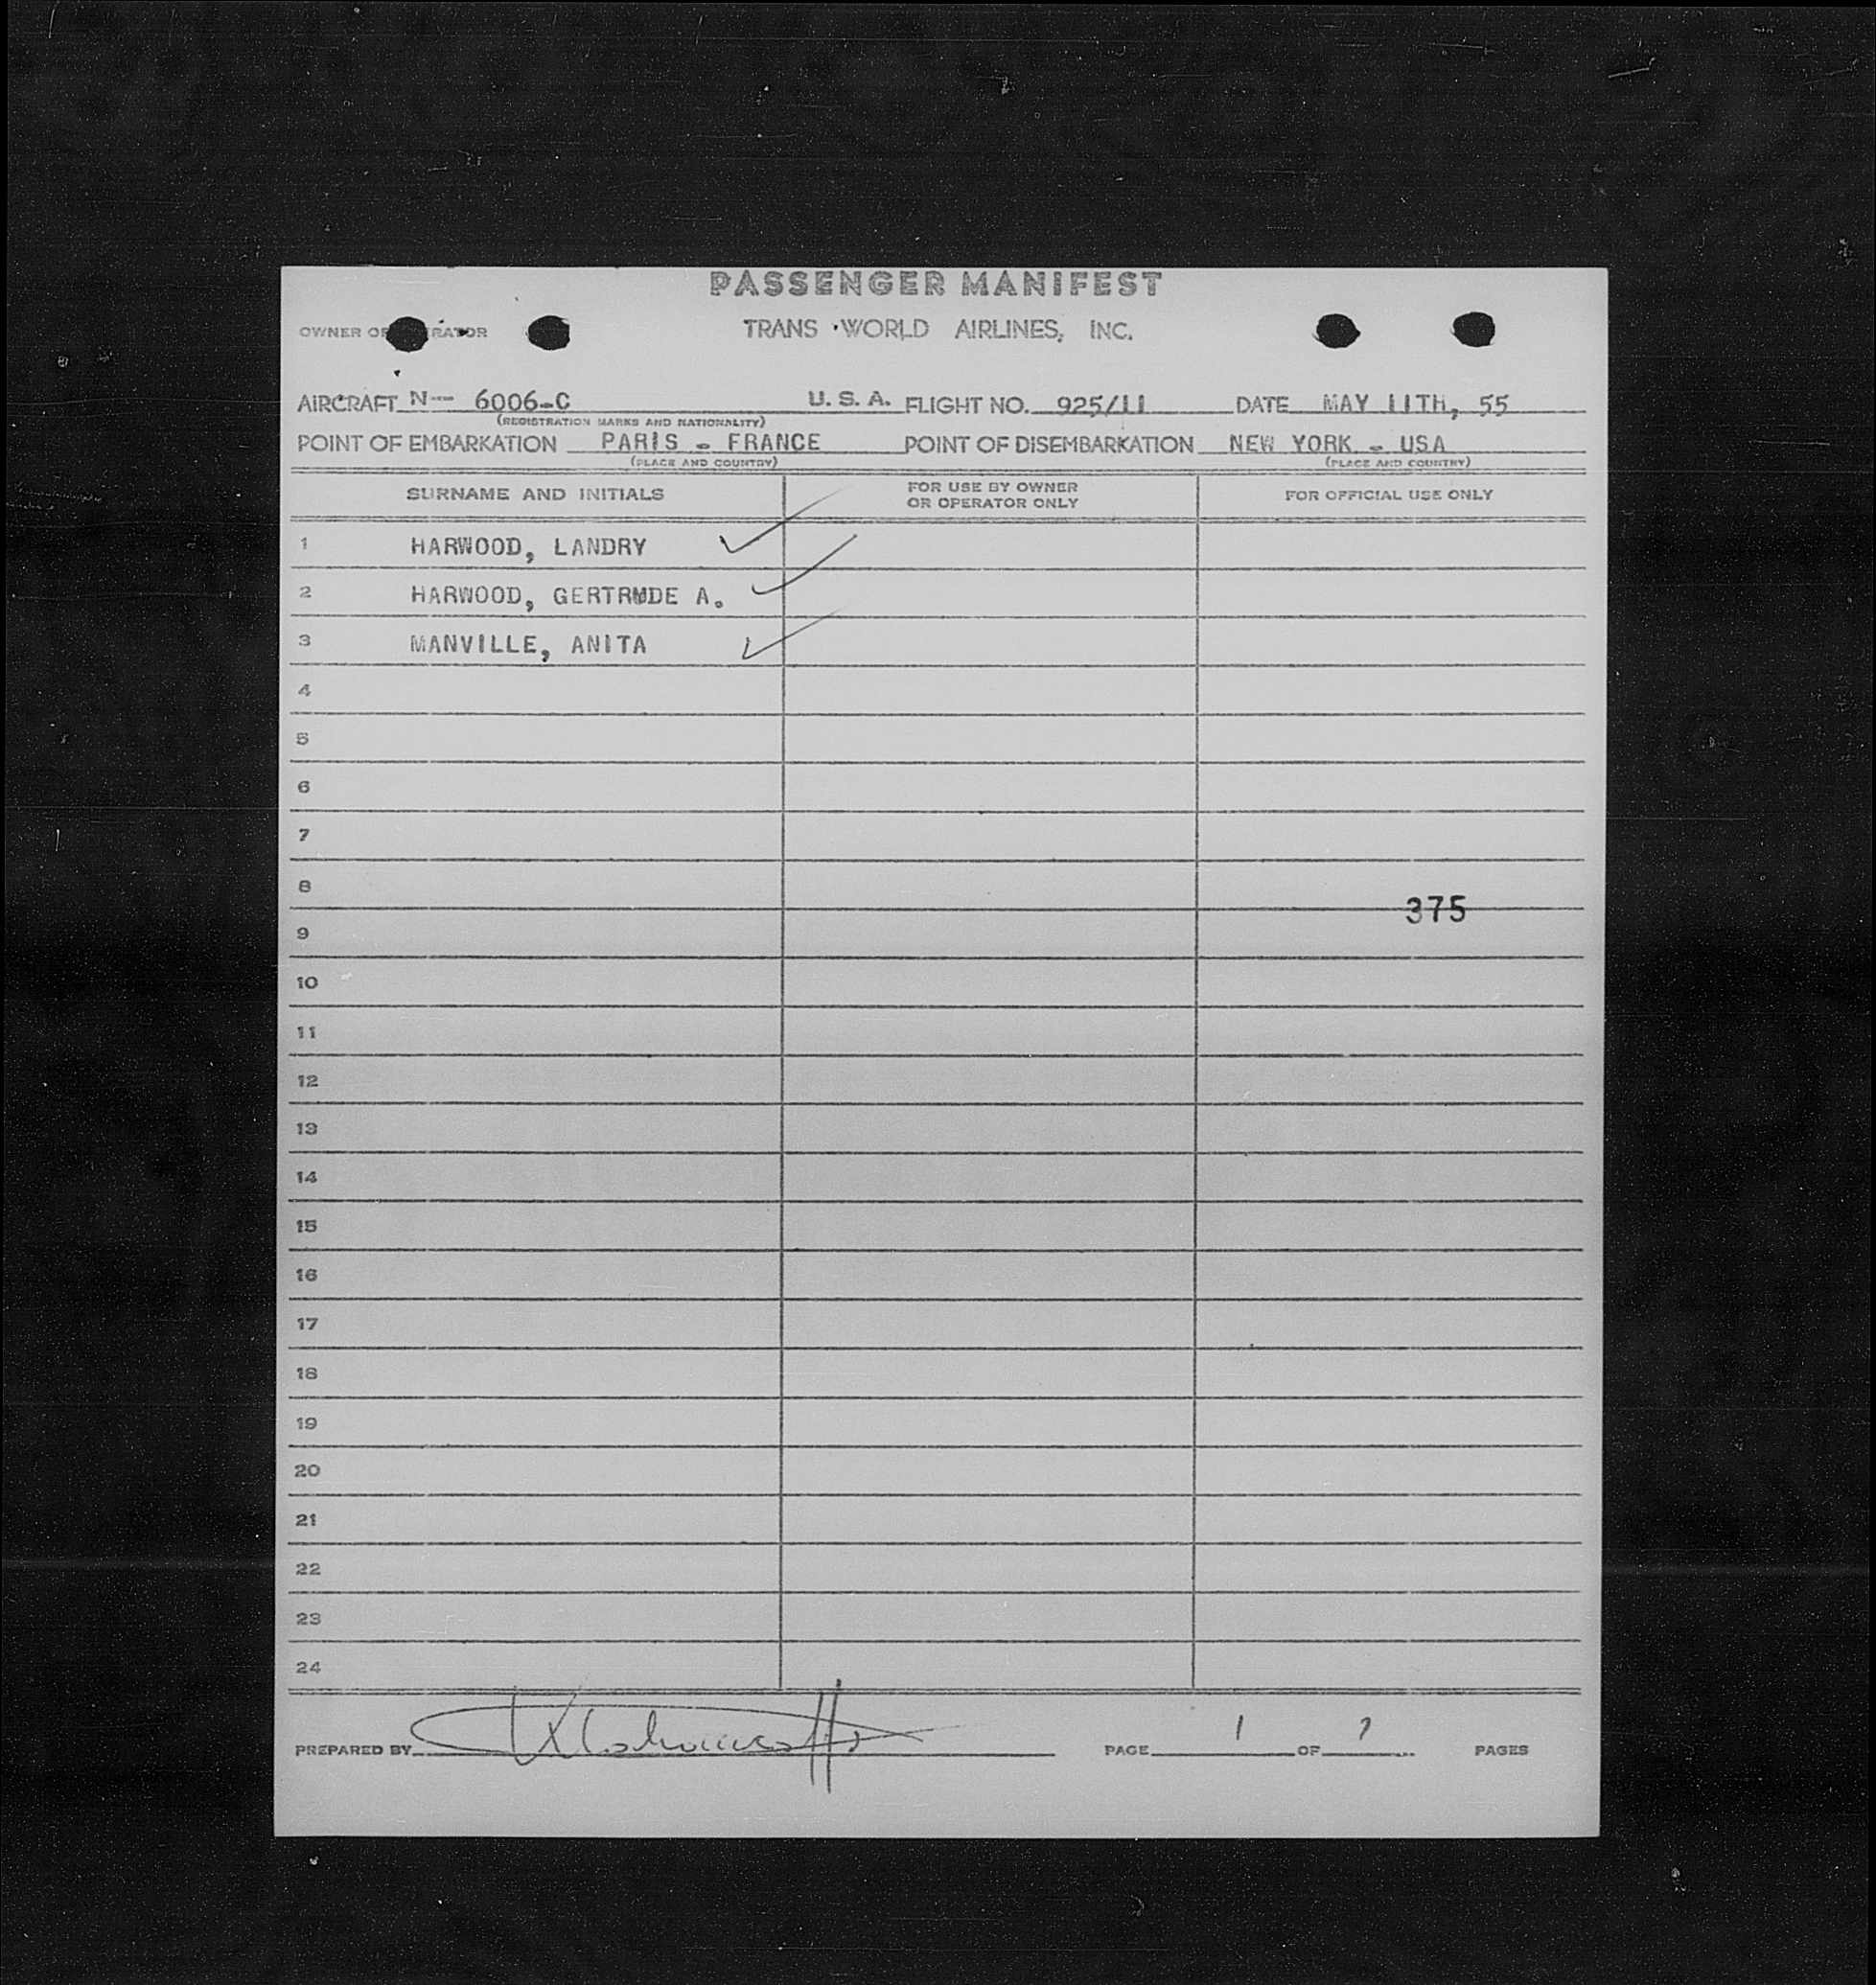 PASSENGER MANIFEST
OWNER OR OPERATOR TRANS WORLD AIRLINES, INC.
AIRCRAFT N-- 6006-C U. S. A. FLIGHT NO. 925/11 DATE MAY 11TH, 55
(REGISTRATION MARKS AND NATIONALITY)
POINT OF EMBARKATION PARIS - FRANCE POINT OF DISEMBARKATION NEW YORK - USA
(PLACE AND COUNTRY) (PLACE AND COUNTRY)
SURNAME AND INITIALS FOR USE BY OWNER OR OPERATOR ONLY FOR OFFICIAL USE ONLY
1 HARWOOD, LANDRY
2 HARWOOD, GERTRUDE A.
3 MANVILLE, ANITA
4
5
6
7
8
375
9
10
11
12
13
14
15
16
17
18
19
20
21
22
23
24
PREPARED BY PAGE 1 OF PAGES